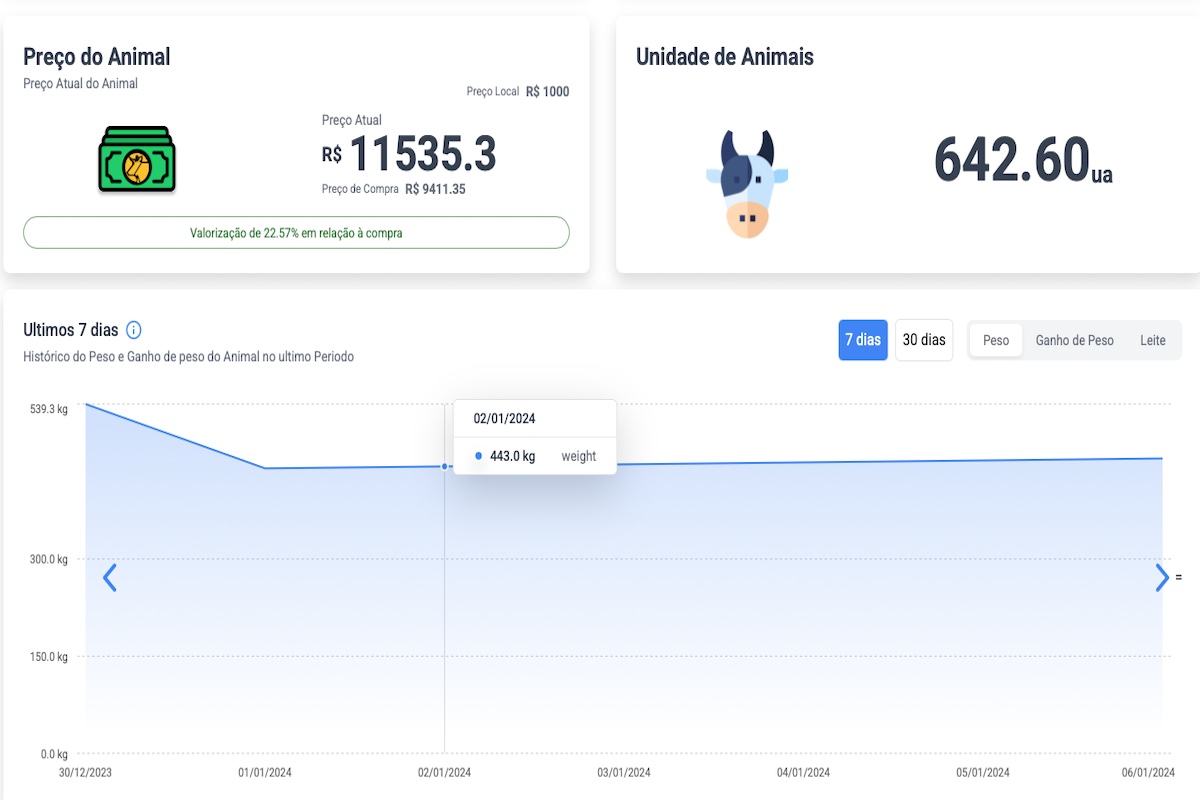 Preço do Animal
Preço Atual do Animal
Preço Local R$ 1000
Preço Atual
R$ 11535.3
Preço de Compra R$ 9411.35
Valorização de 22.57% em relação à compra
Unidade de Animais
642.60ua
Ultimos 7 dias
Histórico do Peso e Ganho de peso do Animal no ultimo Periodo
7 dias
30 dias
Peso
Ganho de Peso
Leite
539.3 kg
02/01/2024
443.0 kg weight
300.0 kg
=
150.0 kg
0.0 kg
30/12/2023
01/01/2024
02/01/2024
03/01/2024
04/01/2024
05/01/2024
06/01/2024